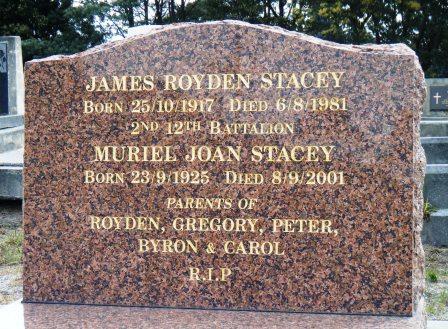 JAMES ROYDEN STACEY
BORN 25/10/1917 DIED 6/8/1981
2ND 12TH BATTALION
MURIEL JOAN STACEY
BORN 23/9/1925 DIED 8/9/2001
PARENTS OF
ROYDEN, GREGORY, PETER,
BYRON & CAROL
R.I.P